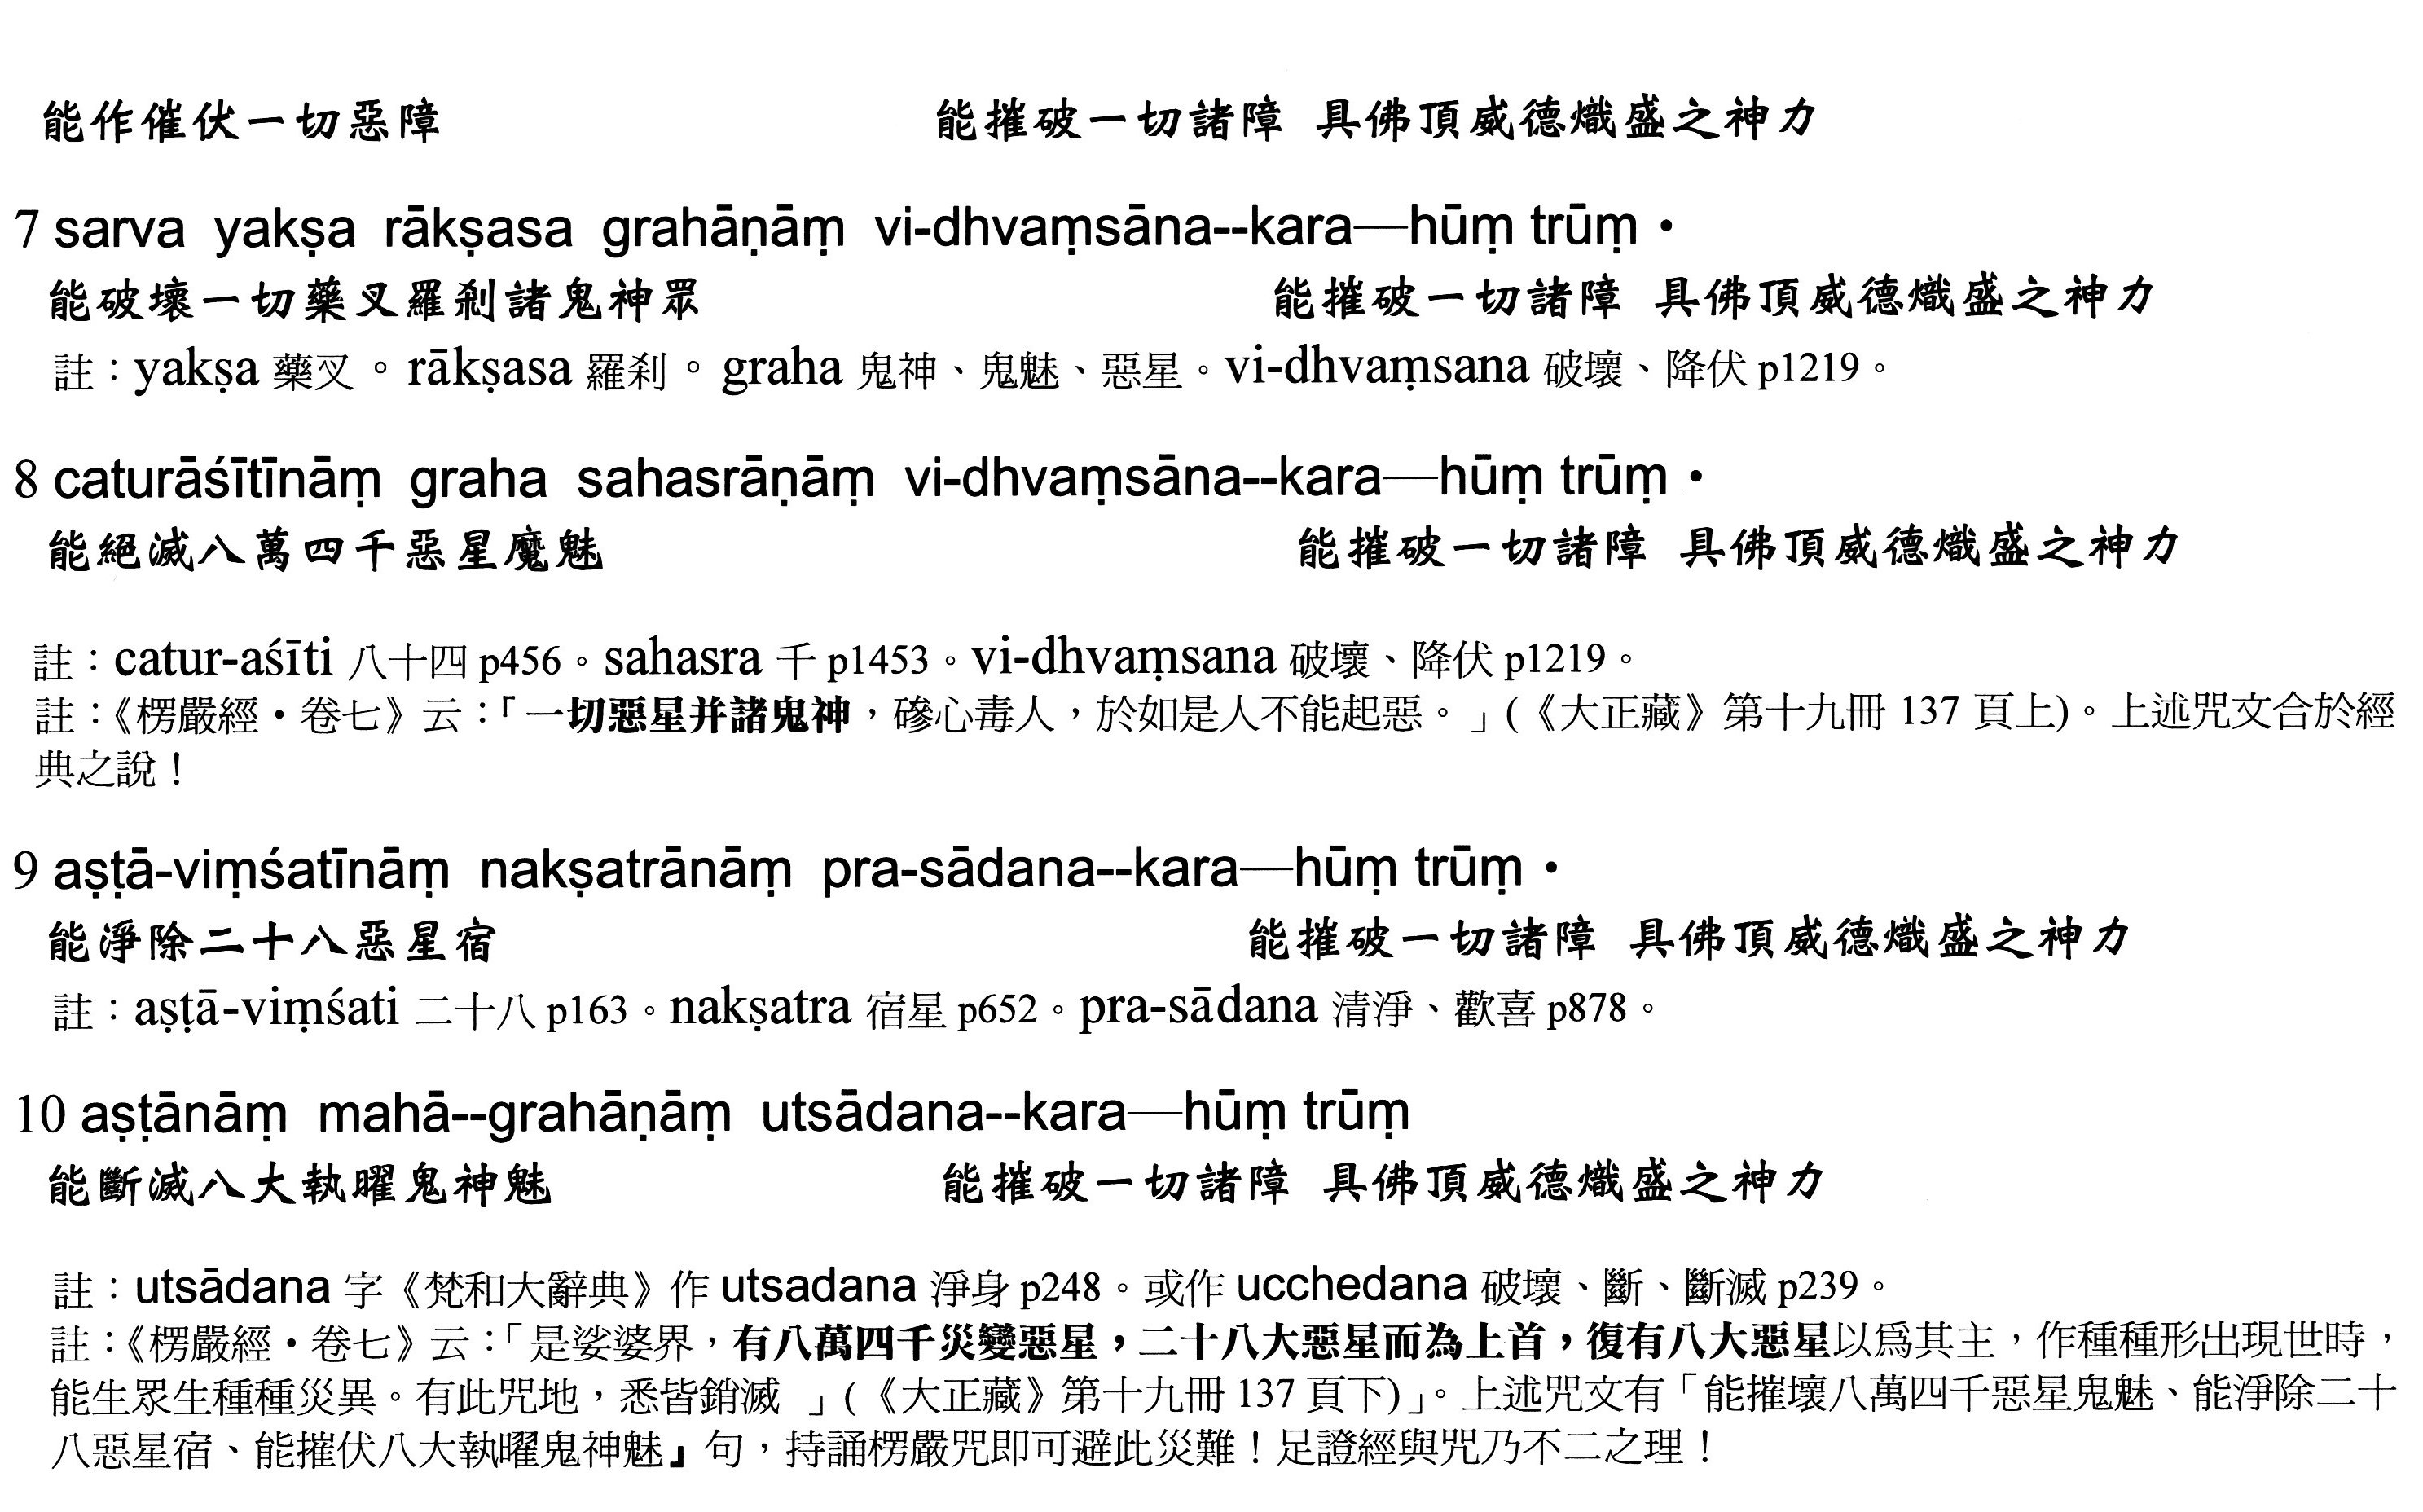 能作催伏一切惡障 能摧破一切諸障 具佛頂威德熾盛之神力
7 sarva yakṣa rākṣasa grahāṇāṃ vi-dhvaṃsāna--kara—hūṃ trūṃ •
能破壞一切藥叉羅剎諸鬼神眾 能摧破一切諸障 具佛頂威德熾盛之神力
註：yakṣa 藥叉。rākṣasa 羅剎。graha 鬼神、鬼魅、惡星。vi-dhvaṃsana 破壞、降伏 p1219。
8 caturāśītīnāṃ graha sahasrāṇāṃ vi-dhvaṃsāna--kara—hūṃ trūṃ •
能絕滅八萬四千惡星魔魅 能摧破一切諸障 具佛頂威德熾盛之神力
註：catur-aśīti 八十四 p456。sahasra 千 p1453。vi-dhvaṃsana 破壞、降伏 p1219。
註：《楞嚴經•卷七》云：「一切惡星并諸鬼神，磣心毒人，於如是人不能起惡。」(《大正藏》第十九冊 137 頁上)。上述咒文合於經
典之說！
9 aṣṭā-viṃśatīnāṃ nakṣatrānāṃ pra-sādana--kara—hūṃ trūṃ •
能淨除二十八惡星宿 能摧破一切諸障 具佛頂威德熾盛之神力
註：aṣṭā-viṃśati 二十八 p163。nakṣatra 宿星 p652。pra-sādana 清淨、歡喜 p878。
10 aṣṭānāṃ mahā--grahāṇāṃ utsādana--kara—hūṃ trūṃ
能斷滅八大執曜鬼神魅 能摧破一切諸障 具佛頂威德熾盛之神力
註：utsādana 字《梵和大辭典》作 utsadana 淨身 p248。或作 ucchedana 破壞、斷、斷滅 p239。
註：《楞嚴經•卷七》云：「是娑婆界，有八萬四千災變惡星，二十八大惡星而為上首，復有八大惡星以爲其主，作種種形出現世時，
能生眾生種種災異。有此咒地，悉皆銷滅 」(《大正藏》第十九冊 137 頁下)」。上述咒文有「能摧壞八萬四千惡星鬼魅、能淨除二十
八惡星宿、能摧伏八大執曜鬼神魅』句，持誦楞嚴咒即可避此災難！足證經與咒乃不二之理！